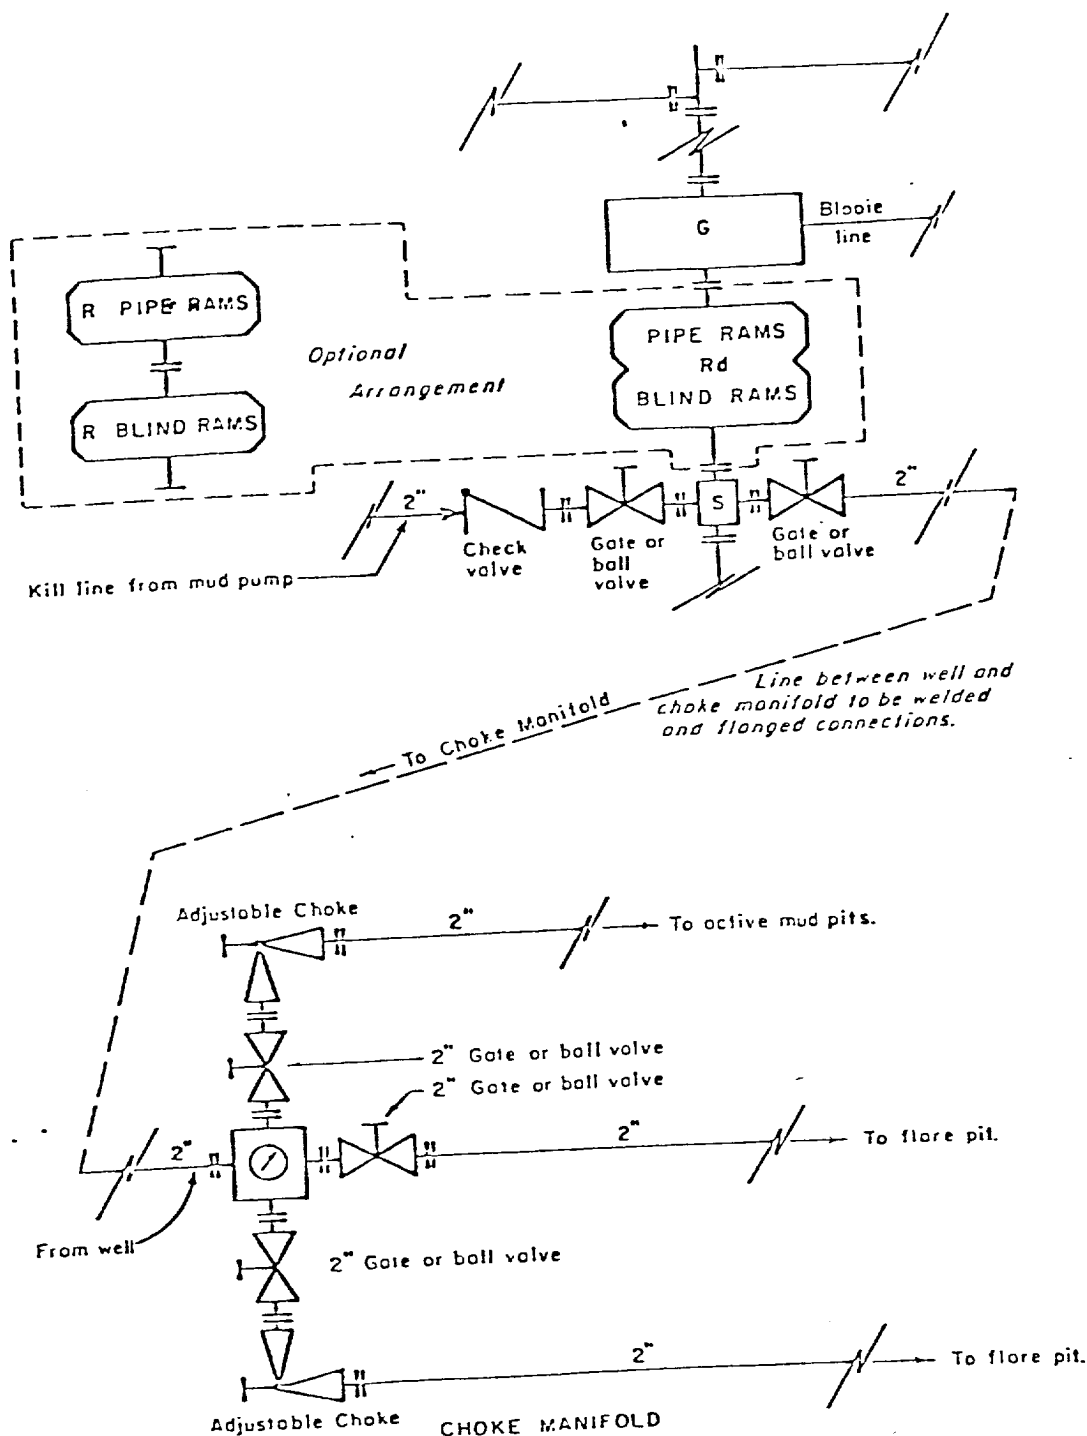 G
Blooie
line
R PIPE RAMS
PIPE RAMS
Rd
BLIND RAMS
Optional
Arrangement
R BLIND RAMS
2"
S
2"
Check
valve
Gate or
ball
valve
Gate or
ball valve
Kill line from mud pump
Line between well and
choke manifold to be welded
and flanged connections.
To Choke Manifold
Adjustable Choke
2"
To active mud pits.
2" Gate or ball valve
2" Gate or ball valve
2"
2"
To flare pit.
From well
2" Gate or ball valve
2"
To flare pit.
Adjustable Choke
CHOKE MANIFOLD